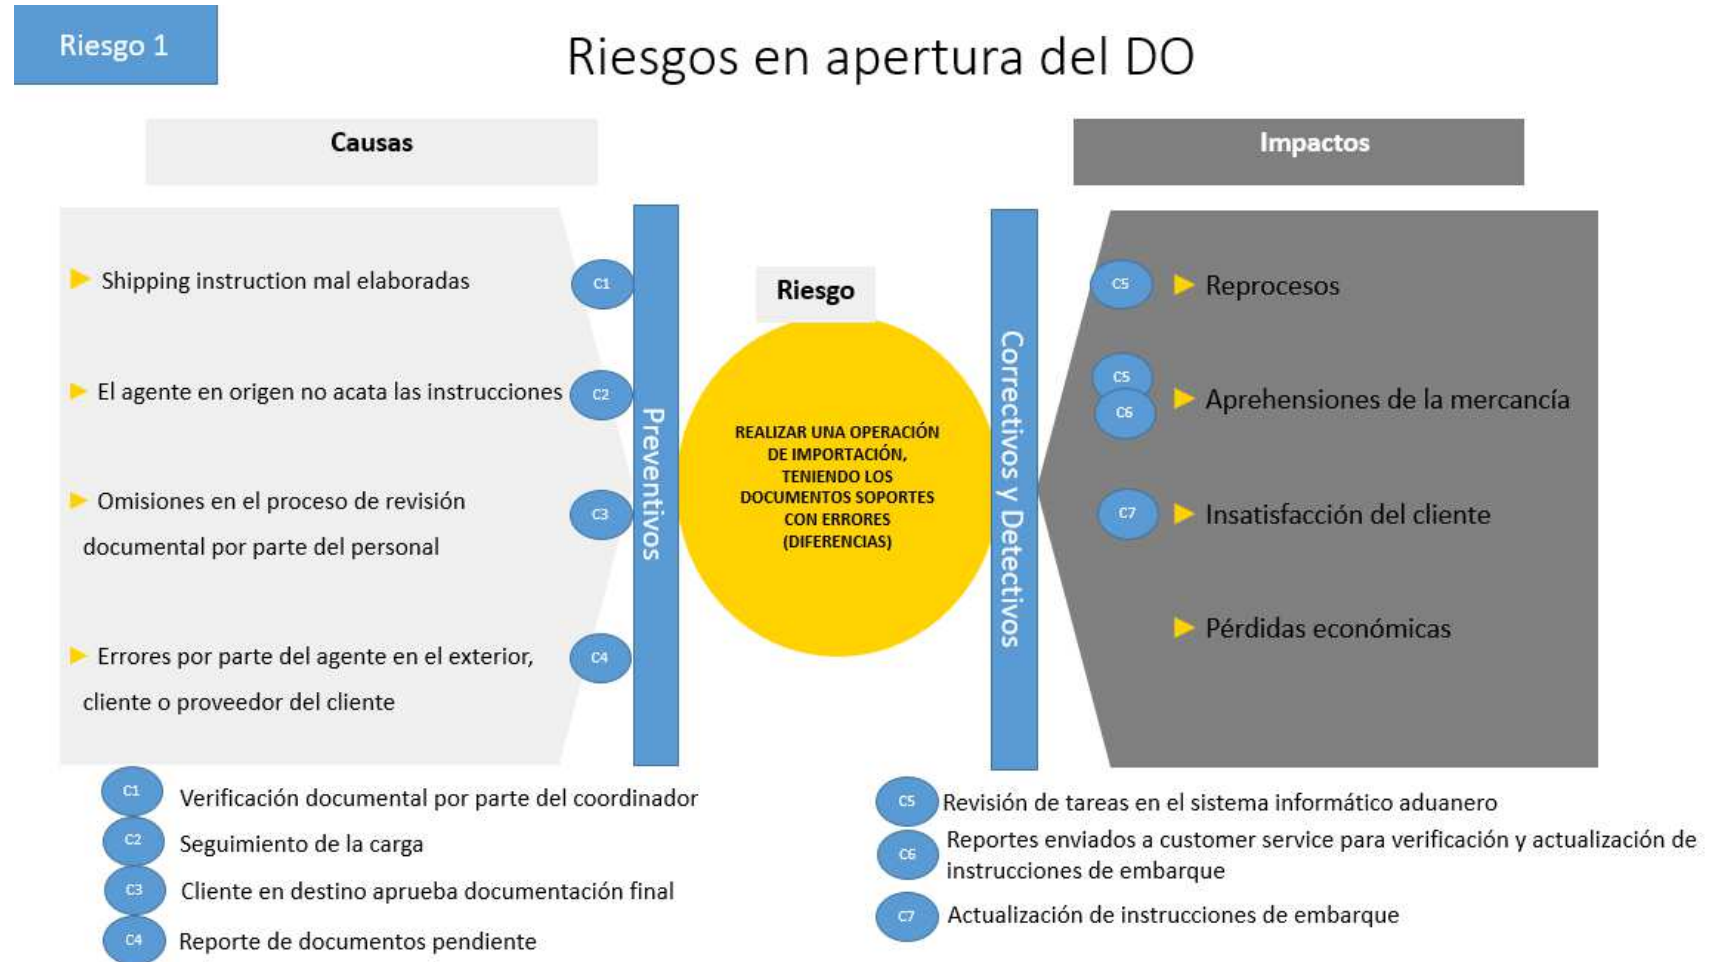 Riesgo 1
Riesgos en apertura del DO
Causas
Impactos
Shipping instruction mal elaboradas
C1
El agente en origen no acata las instrucciones
C2
Omisiones en el proceso de revisión
documental por parte del personal
C3
Errores por parte del agente en el exterior,
cliente o proveedor del cliente
C4
Preventivos
Riesgo
REALIZAR UNA OPERACIÓN
DE IMPORTACIÓN,
TENIENDO LOS
DOCUMENTOS SOPORTES
CON ERRORES
(DIFERENCIAS)
Correctivos y Detectivos
C5
Reprocesos
C5
C6
Aprehensiones de la mercancía
C7
Insatisfacción del cliente
Pérdidas económicas
C1
Verificación documental por parte del coordinador
C2
Seguimiento de la carga
C3
Cliente en destino aprueba documentación final
C4
Reporte de documentos pendiente
C5
Revisión de tareas en el sistema informático aduanero
C6
Reportes enviados a customer service para verificación y actualización de
instrucciones de embarque
C7
Actualización de instrucciones de embarque